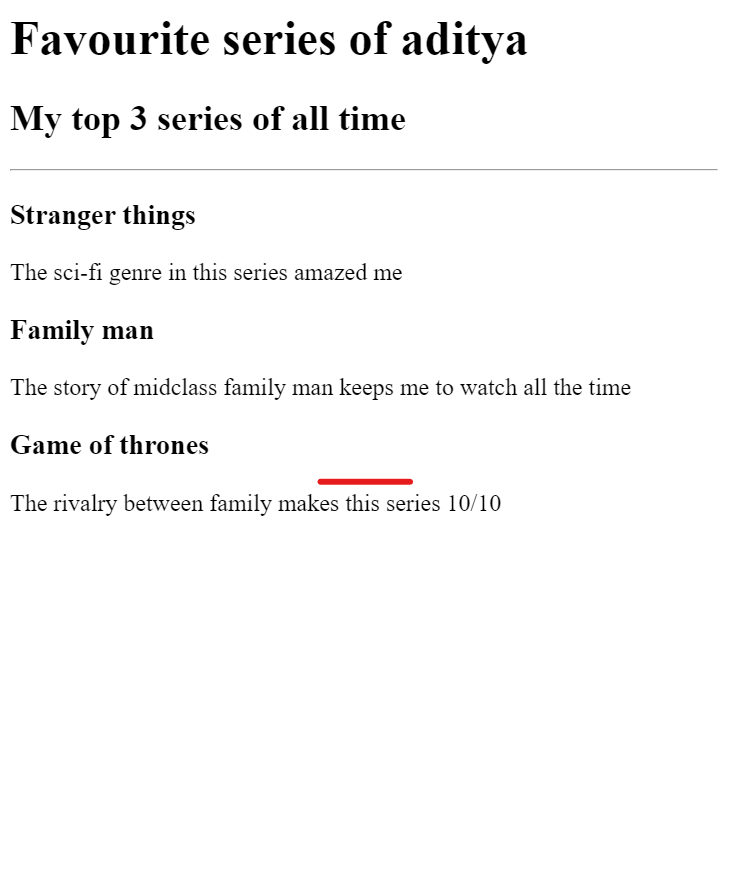 Favourite series of aditya
My top 3 series of all time
Stranger things
The sci-fi genre in this series amazed me
Family man
The story of midclass family man keeps me to watch all the time
Game of thrones
The rivalry between family makes this series 10/10